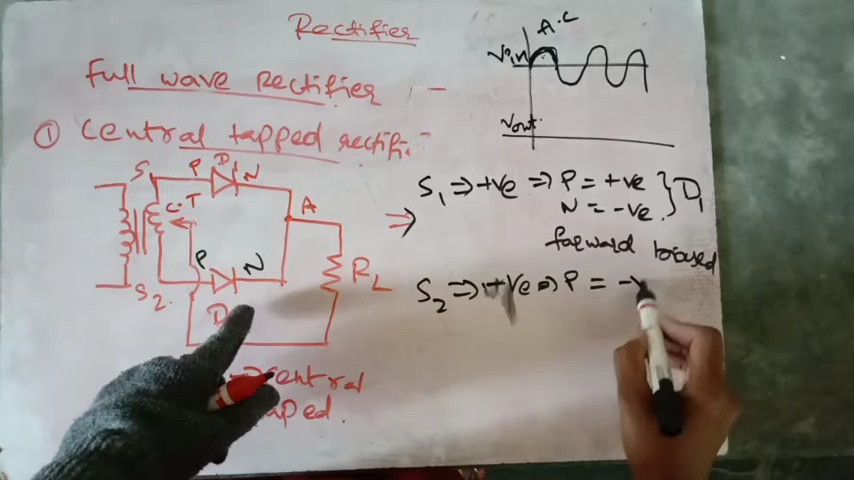 Rectifier
A.C
Vin
Vout
Full wave rectifier :-
① Central tapped rectifi
S1 P D1 N
C.T
A
P N
RL
S2
D
central
taped.
S1 ⇒ +ve ⇒ P = +ve } D1
⇒ N = -ve
forward biased
S2 ⇒ +ve ⇒ P = -v